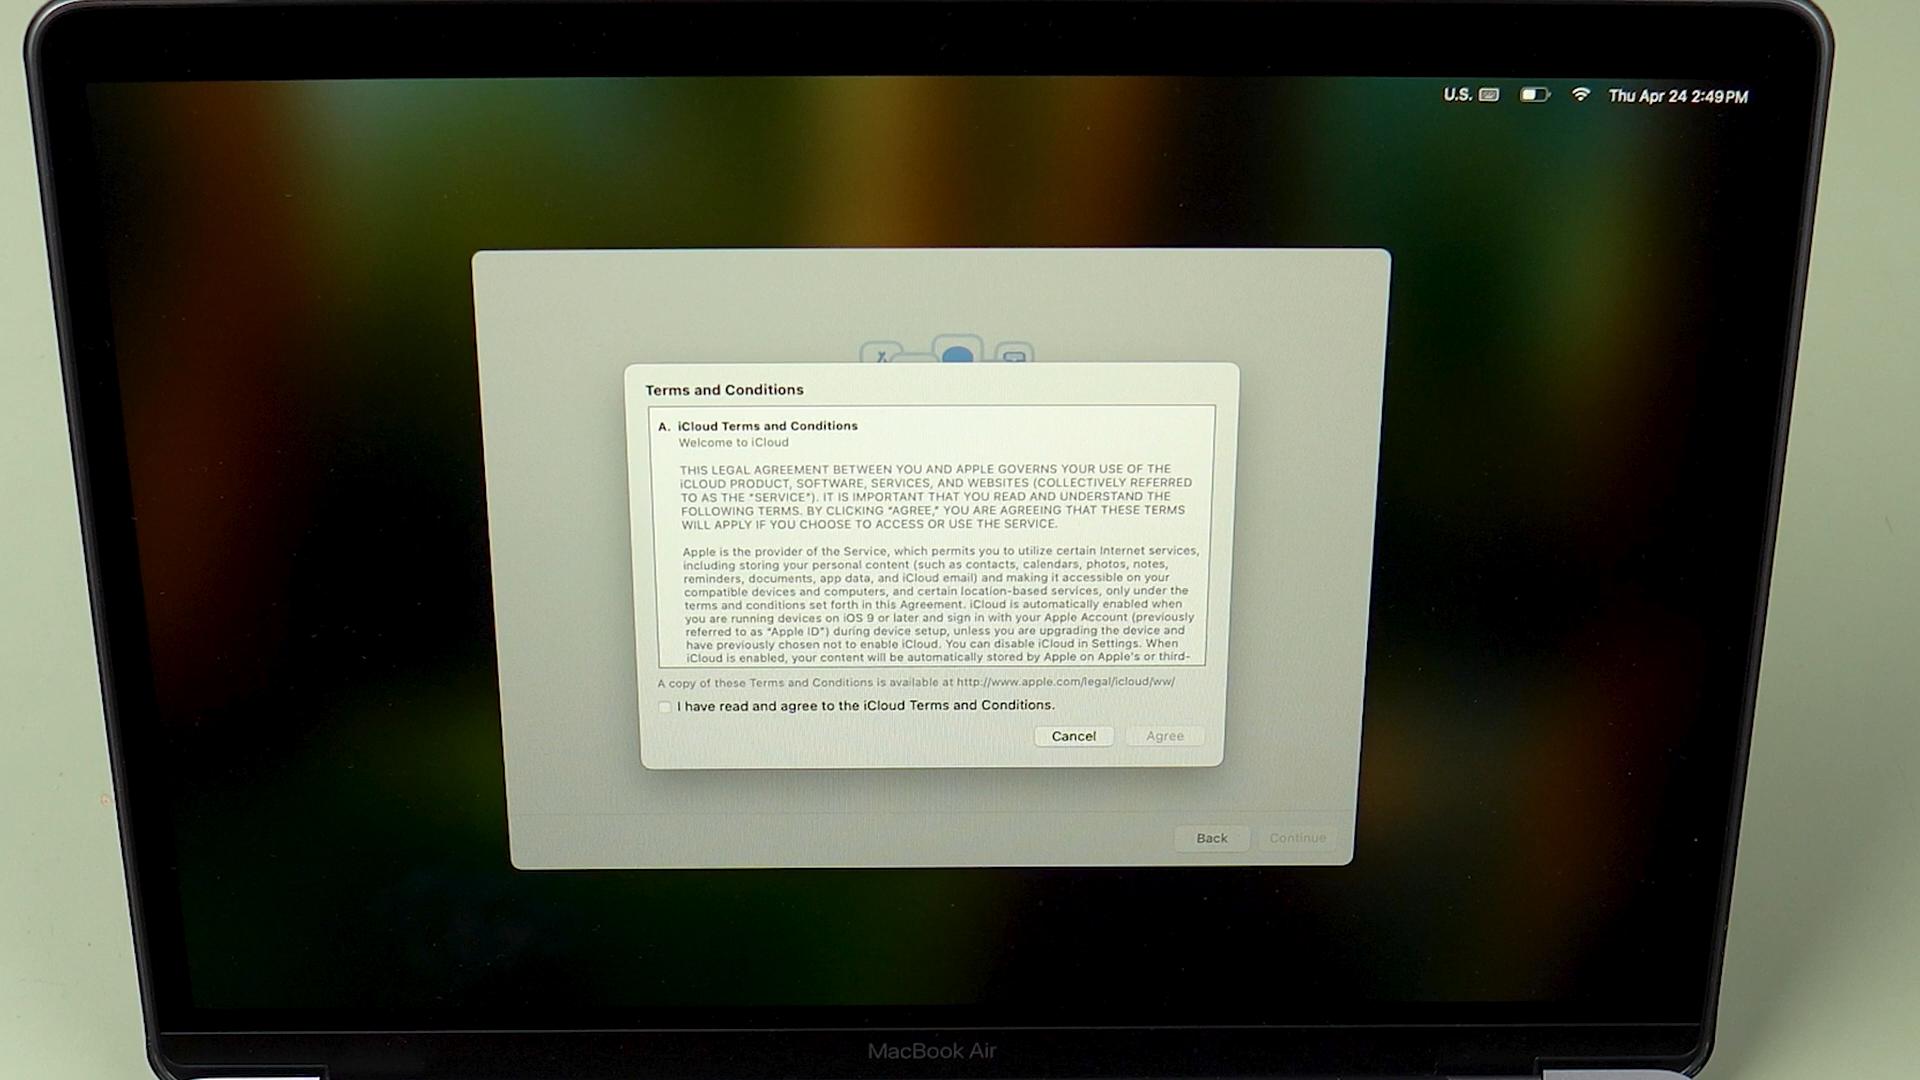 U.S. Thu Apr 24 2:49 PM
Terms and Conditions
A. iCloud Terms and Conditions
Welcome to iCloud
THIS LEGAL AGREEMENT BETWEEN YOU AND APPLE GOVERNS YOUR USE OF THE
iCLOUD PRODUCT, SOFTWARE, SERVICES, AND WEBSITES (COLLECTIVELY REFERRED
TO AS THE "SERVICE"). IT IS IMPORTANT THAT YOU READ AND UNDERSTAND THE
FOLLOWING TERMS. BY CLICKING "AGREE," YOU ARE AGREEING THAT THESE TERMS
WILL APPLY IF YOU CHOOSE TO ACCESS OR USE THE SERVICE.
Apple is the provider of the Service, which permits you to utilize certain Internet services,
including storing your personal content (such as contacts, calendars, photos, notes,
reminders, documents, app data, and iCloud email) and making it accessible on your
compatible devices and computers, and certain location-based services, only under the
terms and conditions set forth in this Agreement. iCloud is automatically enabled when
you are running devices on iOS 9 or later and sign in with your Apple Account (previously
referred to as "Apple ID") during device setup, unless you are upgrading the device and
have previously chosen not to enable iCloud. You can disable iCloud in Settings. When
iCloud is enabled, your content will be automatically stored by Apple on Apple's or third-
A copy of these Terms and Conditions is available at http://www.apple.com/legal/icloud/ww/
I have read and agree to the iCloud Terms and Conditions.
Cancel Agree
Back Continue
MacBook Air